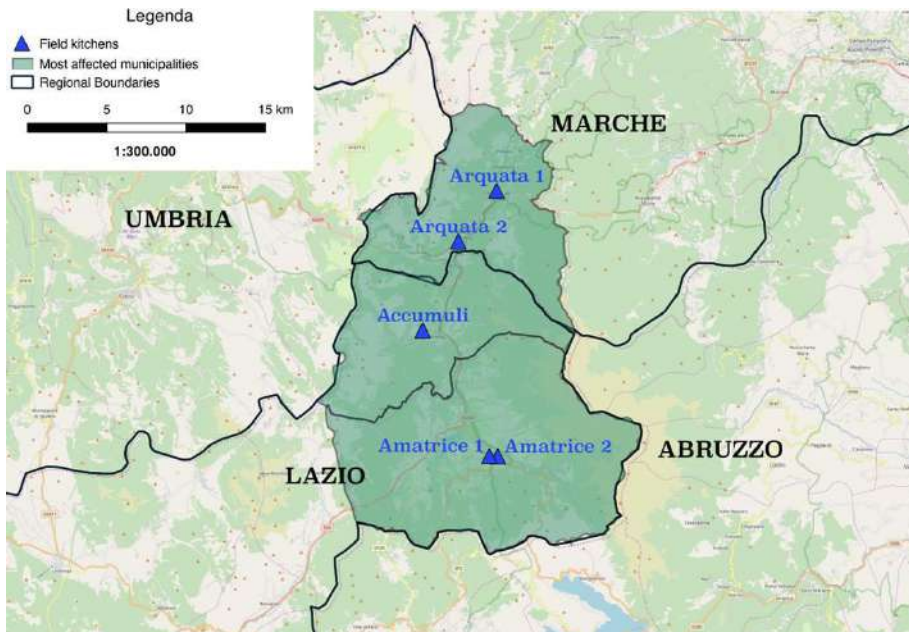 Legenda
Field kitchens
Most affected municipalities
Regional Boundaries
0 5 10 15 km
1:300.000
MARCHE
Arquata 1
UMBRIA
Arquata 2
Accumuli
Amatrice 1 Amatrice 2
ABRUZZO
LAZIO